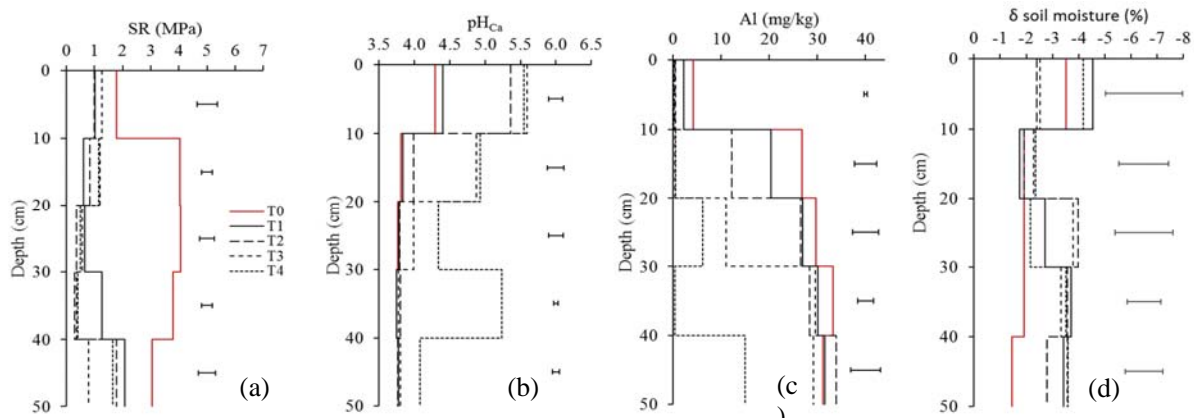 SR (MPa)
0 1 2 3 4 5 6 7
0
10
20
30
40
50
Depth (cm)
T0
T1
T2
T3
T4
(a)
pHCa
3.5 4.0 4.5 5.0 5.5 6.0 6.5
0
10
20
30
40
50
Depth (cm)
(b)
Al (mg/kg)
0 10 20 30 40
0
10
20
30
40
50
Depth (cm)
(c
)
δ soil moisture (%)
0 -1 -2 -3 -4 -5 -6 -7 -8
0
10
20
30
40
50
Depth (cm)
(d)